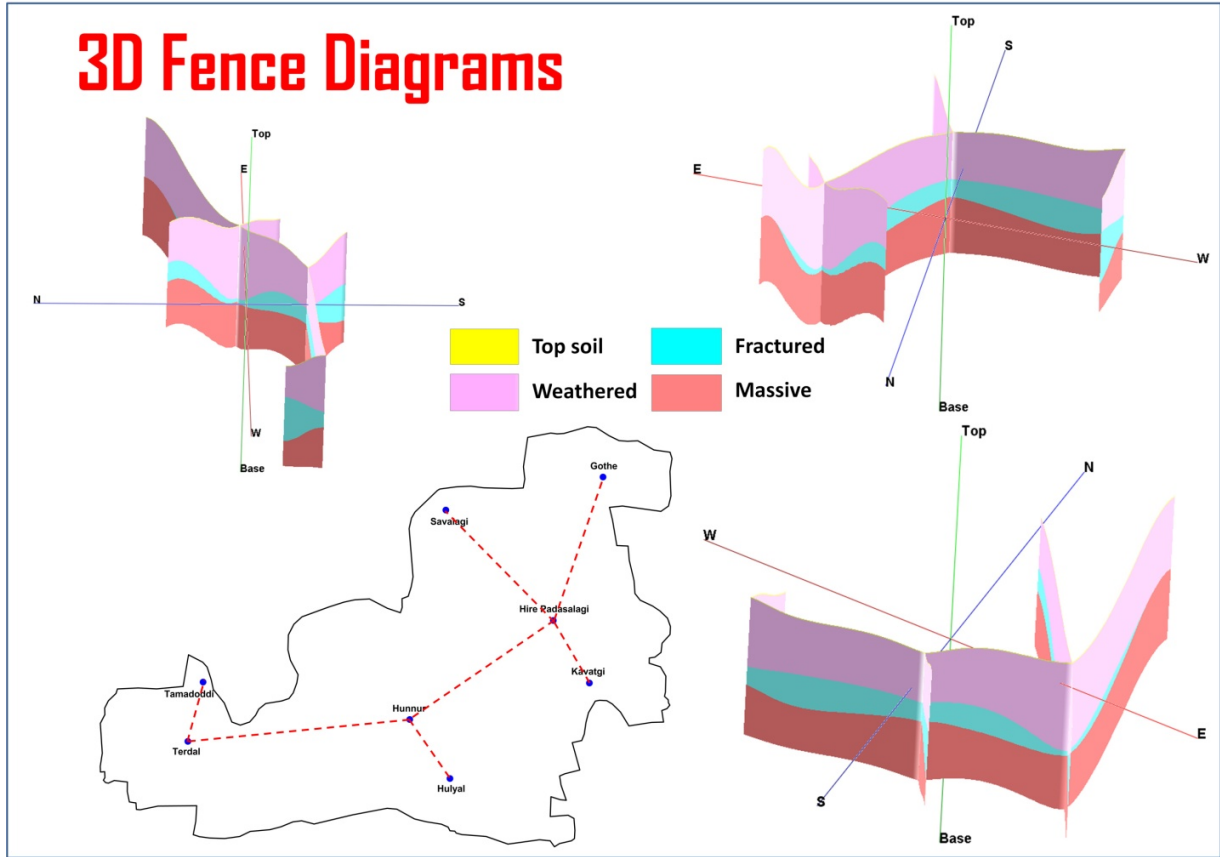 3D Fence Diagrams
Top
E
N
S
W
Base
Top
S
E
W
N
Base
Top soil
Fractured
Weathered
Massive
Gothe
Savalagi
Hire Padasalagi
Kavatgi
Tamadoddi
Hunnur
Terdal
Hulyal
Top
N
W
E
S
Base